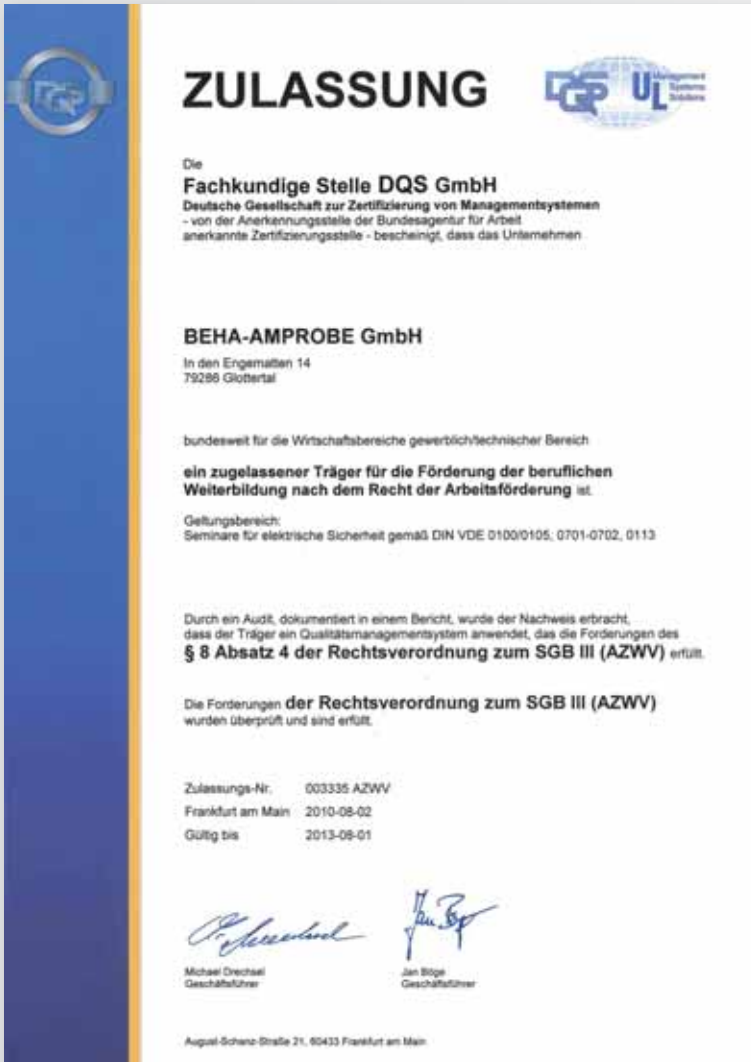 DQS
ZULASSUNG
DQS UL Management Systems Solutions
Die
Fachkundige Stelle DQS GmbH
Deutsche Gesellschaft zur Zertifizierung von Managementsystemen
- von der Anerkennungsstelle der Bundesagentur für Arbeit
anerkannte Zertifizierungsstelle - bescheinigt, dass das Unternehmen
BEHA-AMPROBE GmbH
In den Engematten 14
79286 Glottertal
bundesweit für die Wirtschaftsbereiche gewerblich/technischer Bereich
ein zugelassener Träger für die Förderung der beruflichen
Weiterbildung nach dem Recht der Arbeitsförderung ist.
Geltungsbereich:
Seminare für elektrische Sicherheit gemäß DIN VDE 0100/0105, 0701-0702, 0113
Durch ein Audit, dokumentiert in einem Bericht, wurde der Nachweis erbracht,
dass der Träger ein Qualitätsmanagementsystem anwendet, das die Forderungen des
§ 8 Absatz 4 der Rechtsverordnung zum SGB III (AZWV) erfüllt.
Die Forderungen der Rechtsverordnung zum SGB III (AZWV)
wurden überprüft und sind erfüllt.
Zulassungs-Nr. 003335 AZWV
Frankfurt am Main 2010-08-02
Gültig bis 2013-08-01
Michael Drechsel
Geschäftsführer
Jan Böge
Geschäftsführer
August-Schanz-Straße 21, 60433 Frankfurt am Main